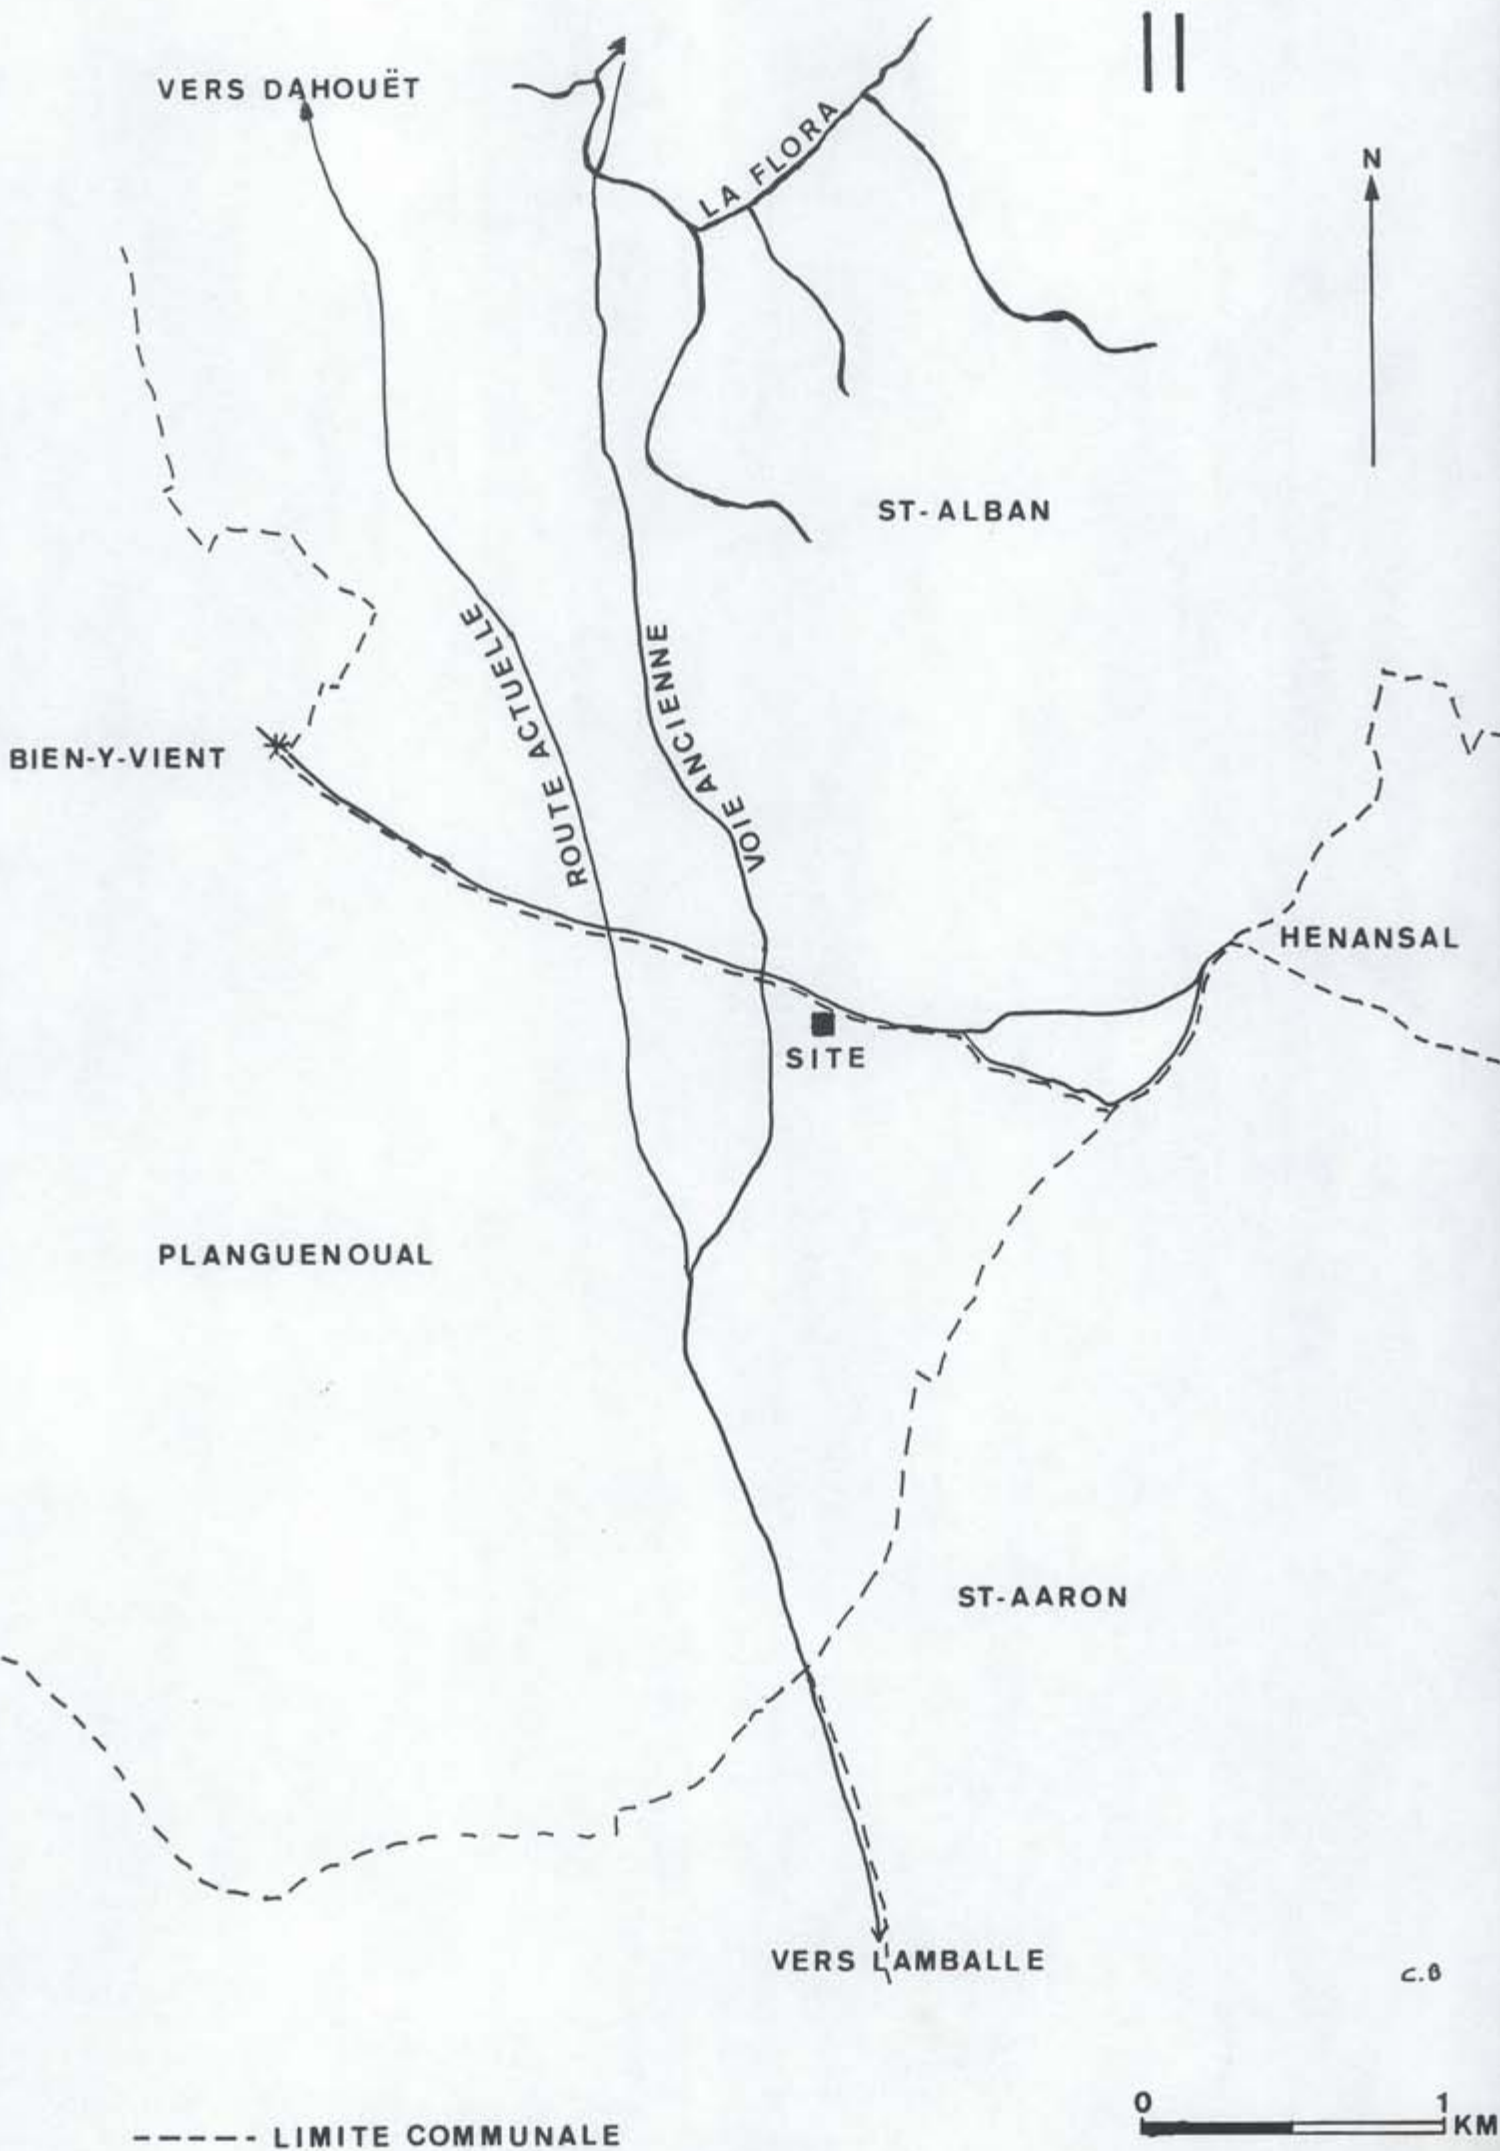 II
VERS DAHOUËT
LA FLORA
N
ST-ALBAN
ROUTE ACTUELLE
VOIE ANCIENNE
BIEN-Y-VIENT
HENANSAL
SITE
PLANGUENOUAL
ST-AARON
VERS LAMBALLE
C.B
0 1 KM
----- LIMITE COMMUNALE